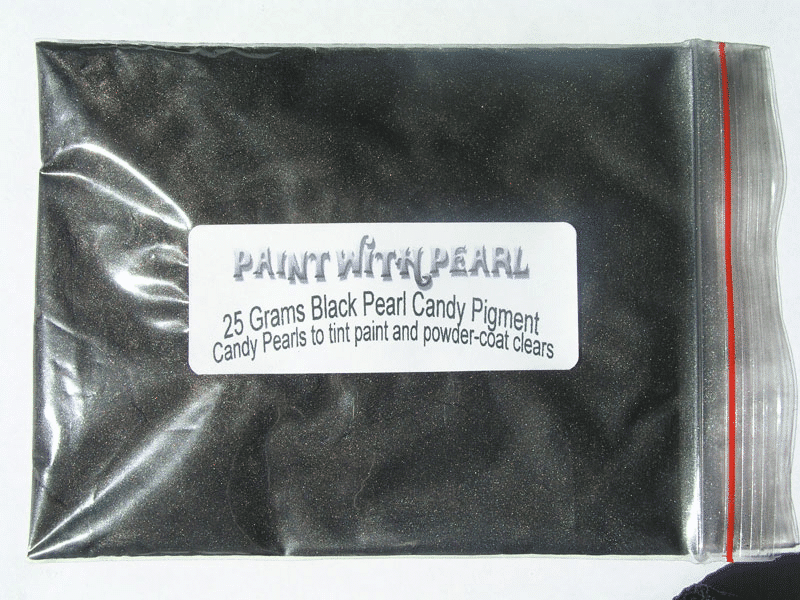 PAINT WITH PEARL
25 Grams Black Pearl Candy Pigment
Candy Pearls to tint paint and powder-coat clears